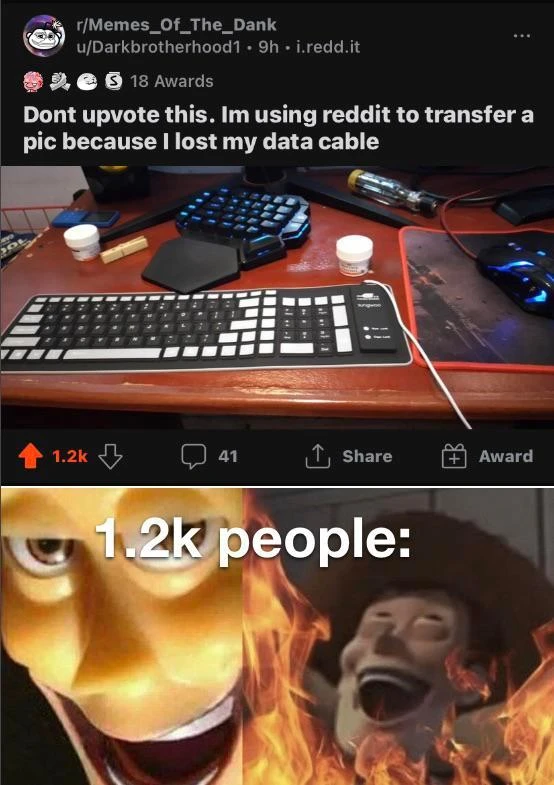 r/Memes_Of_The_Dank
u/Darkbrotherhood1 • 9h • i.redd.it
18 Awards
Dont upvote this. Im using reddit to transfer a
pic because I lost my data cable
1.2k
41
Share
Award
1.2k people: